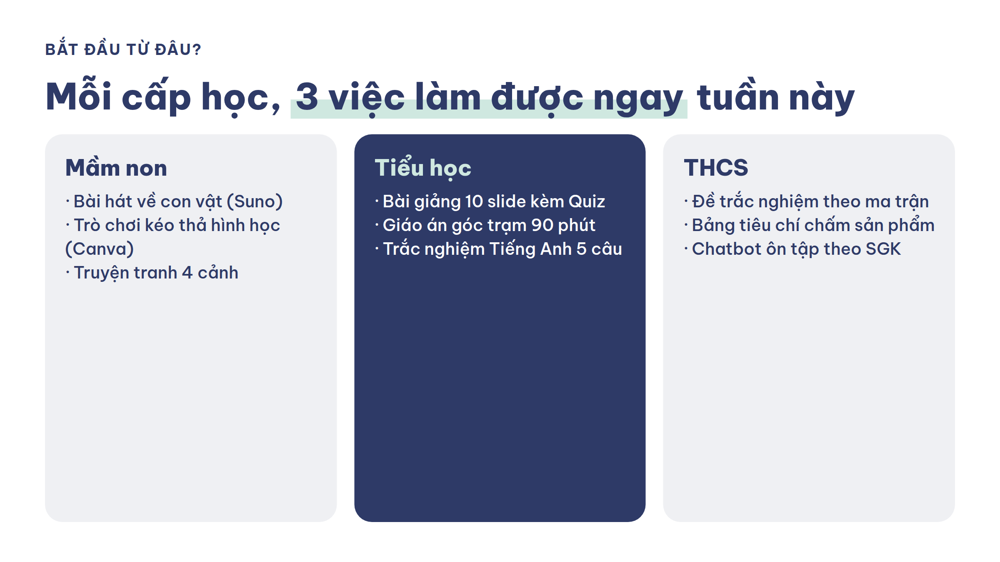 BẮT ĐẦU TỪ ĐÂU?
Mỗi cấp học, 3 việc làm được ngay tuần này
Mầm non
· Bài hát về con vật (Suno)
· Trò chơi kéo thả hình học
(Canva)
· Truyện tranh 4 cảnh
Tiểu học
· Bài giảng 10 slide kèm Quiz
· Giáo án góc trạm 90 phút
· Trắc nghiệm Tiếng Anh 5 câu
THCS
· Đề trắc nghiệm theo ma trận
· Bảng tiêu chí chấm sản phẩm
· Chatbot ôn tập theo SGK